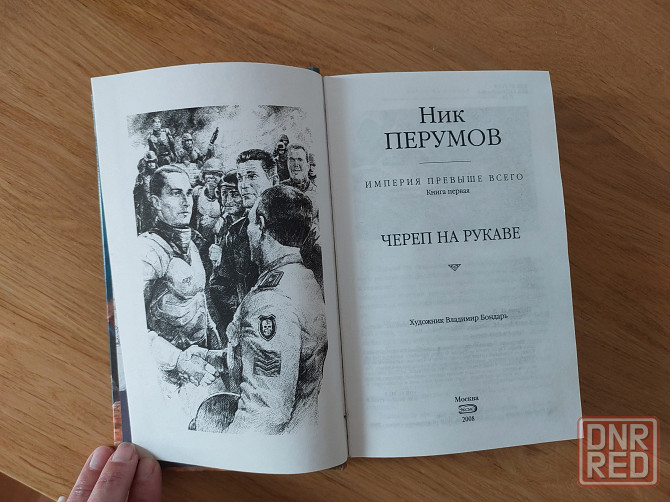 Ник
ПЕРУМОВ
ИМПЕРИЯ ПРЕВЫШЕ ВСЕГО
Книга первая
ЧЕРЕП НА РУКАВЕ
Художник Владимир Бондарь
Москва
2008
DNR
RED